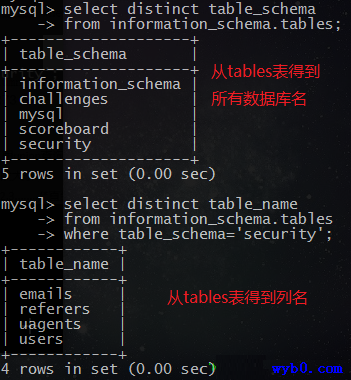 mysql> select distinct table_schema
    -> from information_schema.tables;
+--------------------+
| table_schema       |
+--------------------+
| information_schema |
| challenges         |
| mysql              |
| scoreboard         |
| security           |
+--------------------+
5 rows in set (0.00 sec)
从tables表得到
所有数据库名
mysql> select distinct table_name
    -> from information_schema.tables
    -> where table_schema='security';
+------------+
| table_name |
+------------+
| emails     |
| referers   |
| uagents    |
| users      |
+------------+
4 rows in set (0.00 sec)
从tables表得到列名
wyb0.com